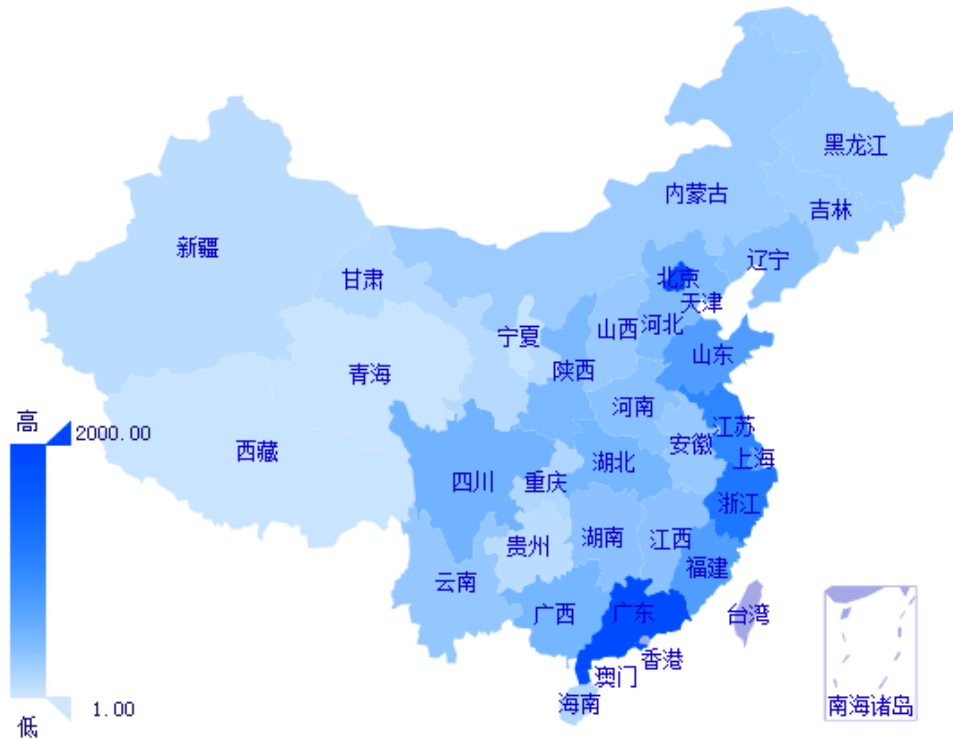 黑龙江
内蒙古
吉林
新疆
辽宁
甘肃
北京
天津
宁夏
山西
河北
陕西
山东
青海
河南
高
2000.00
江苏
安徽
西藏
湖北
上海
四川
重庆
浙江
湖南
江西
贵州
福建
云南
广西
广东
台湾
香港
澳门
海南
南海诸岛
1.00
低